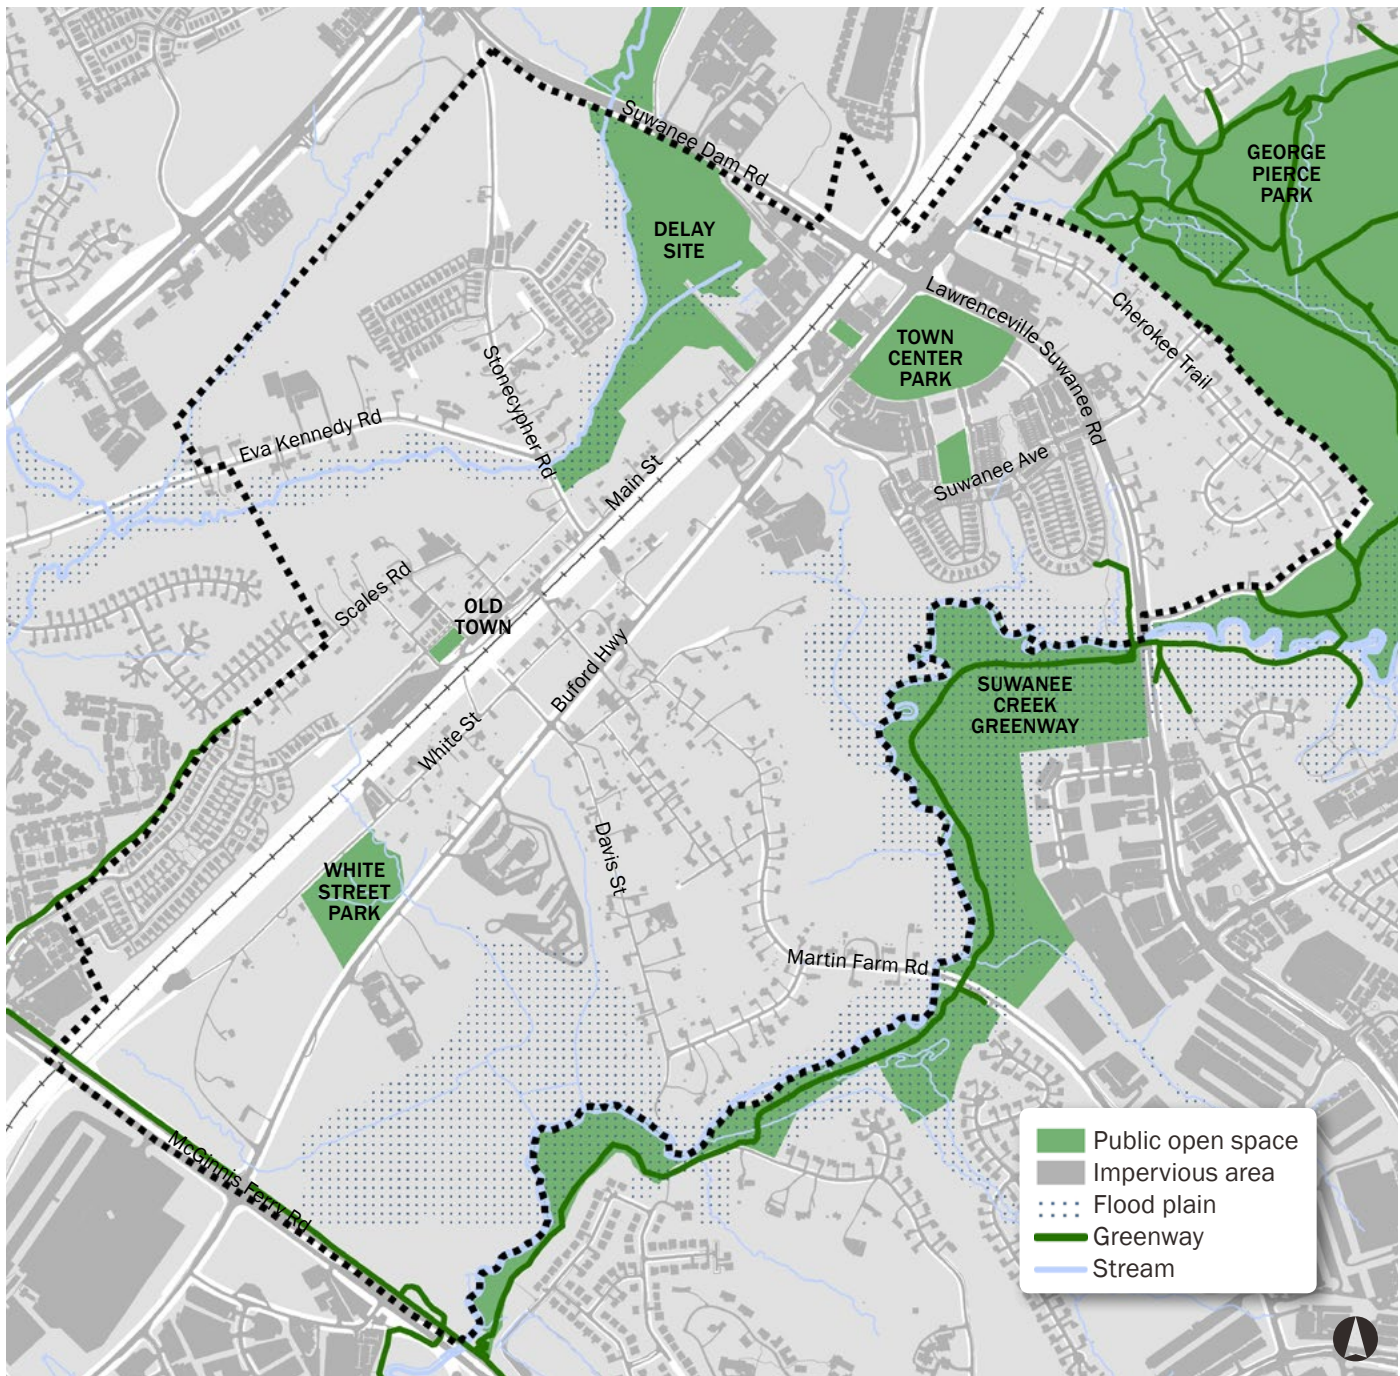 Suwanee Dam Rd
GEORGE
PIERCE
PARK
DELAY
SITE
Lawrenceville Suwanee Rd
Cherokee Trail
TOWN
CENTER
PARK
Stonecypher Rd
Eva Kennedy Rd
Main St
Suwanee Ave
Scales Rd
OLD
TOWN
Buford Hwy
SUWANEE
CREEK
GREENWAY
White St
Davis St
WHITE
STREET
PARK
Martin Farm Rd
McGinnis Ferry Rd
Public open space
Impervious area
Flood plain
Greenway
Stream